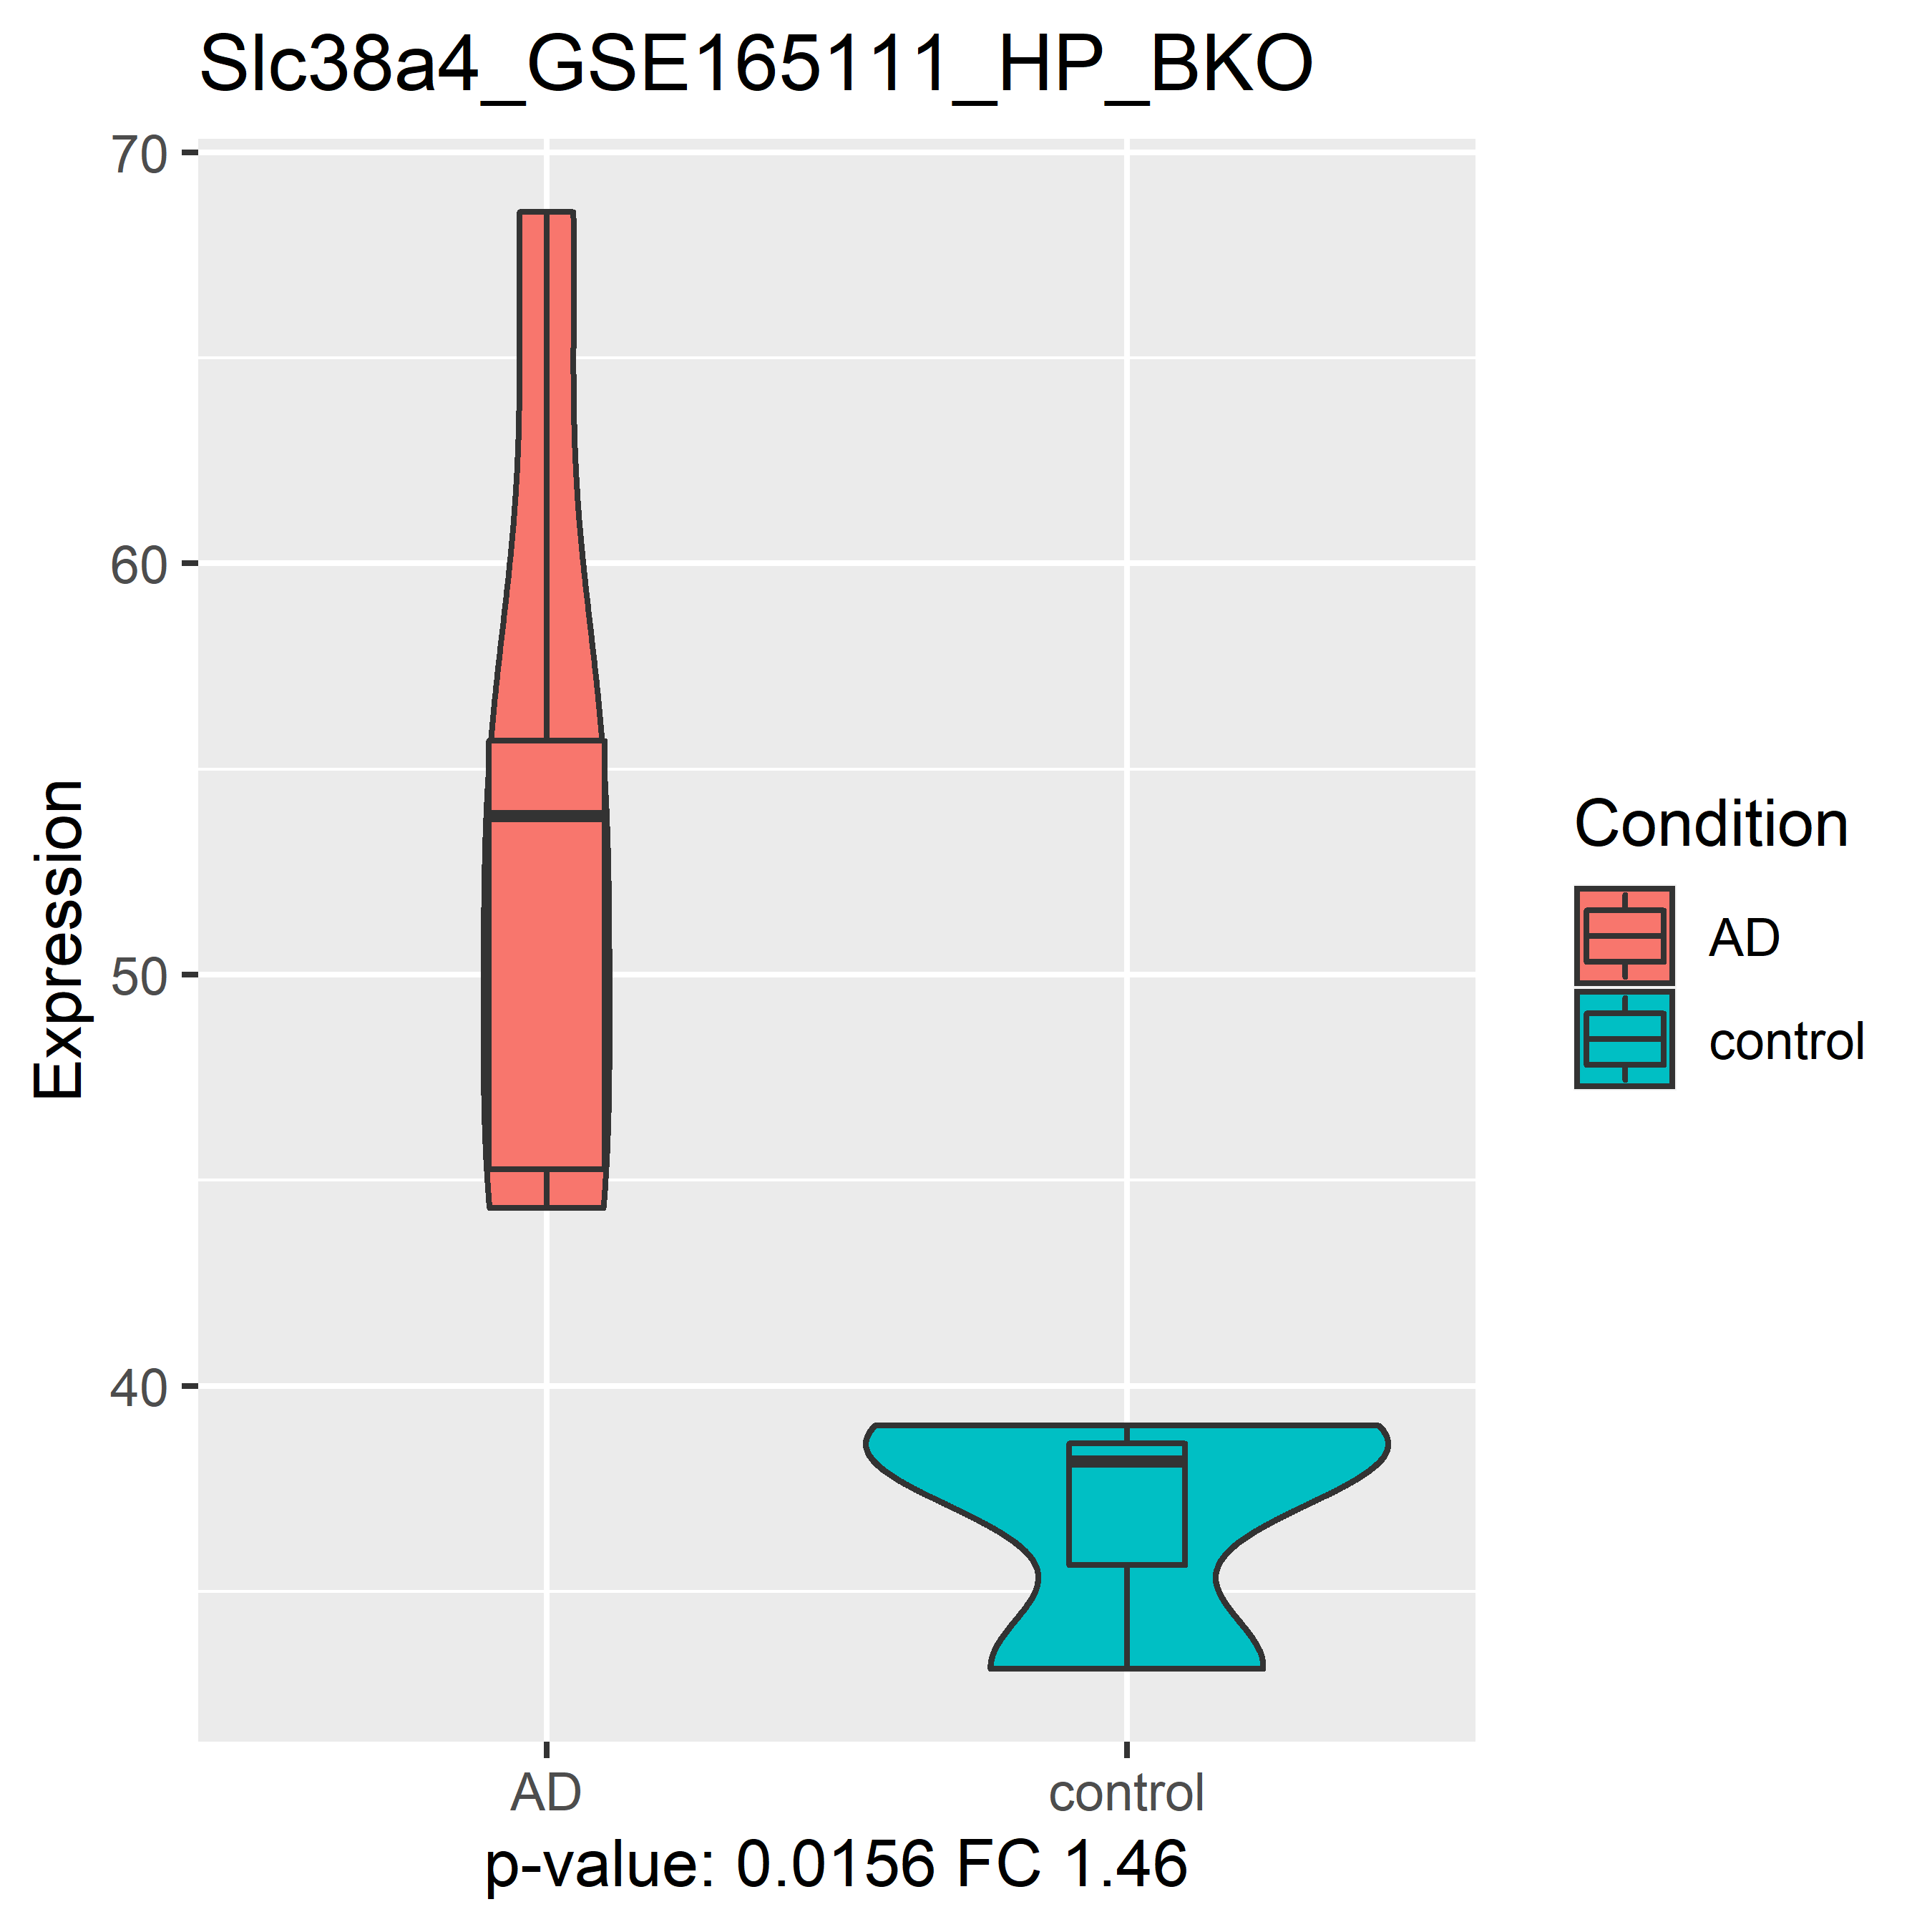 Slc38a4_GSE165111_HP_BKO
70
60
50
40
Expression
AD
control
p-value: 0.0156 FC 1.46
Condition
AD
control